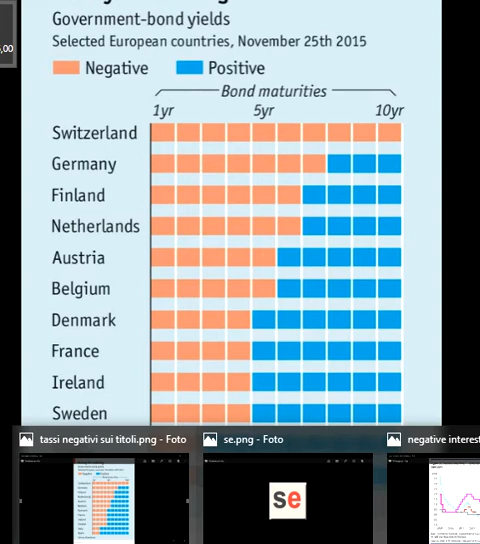 ,00
Government-bond yields
Selected European countries, November 25th 2015
Negative Positive
Bond maturities
1yr 5yr 10yr
Switzerland
Germany
Finland
Netherlands
Austria
Belgium
Denmark
France
Ireland
Sweden
tassi negativi sui titoli.png - Foto se.png - Foto negative interest
se